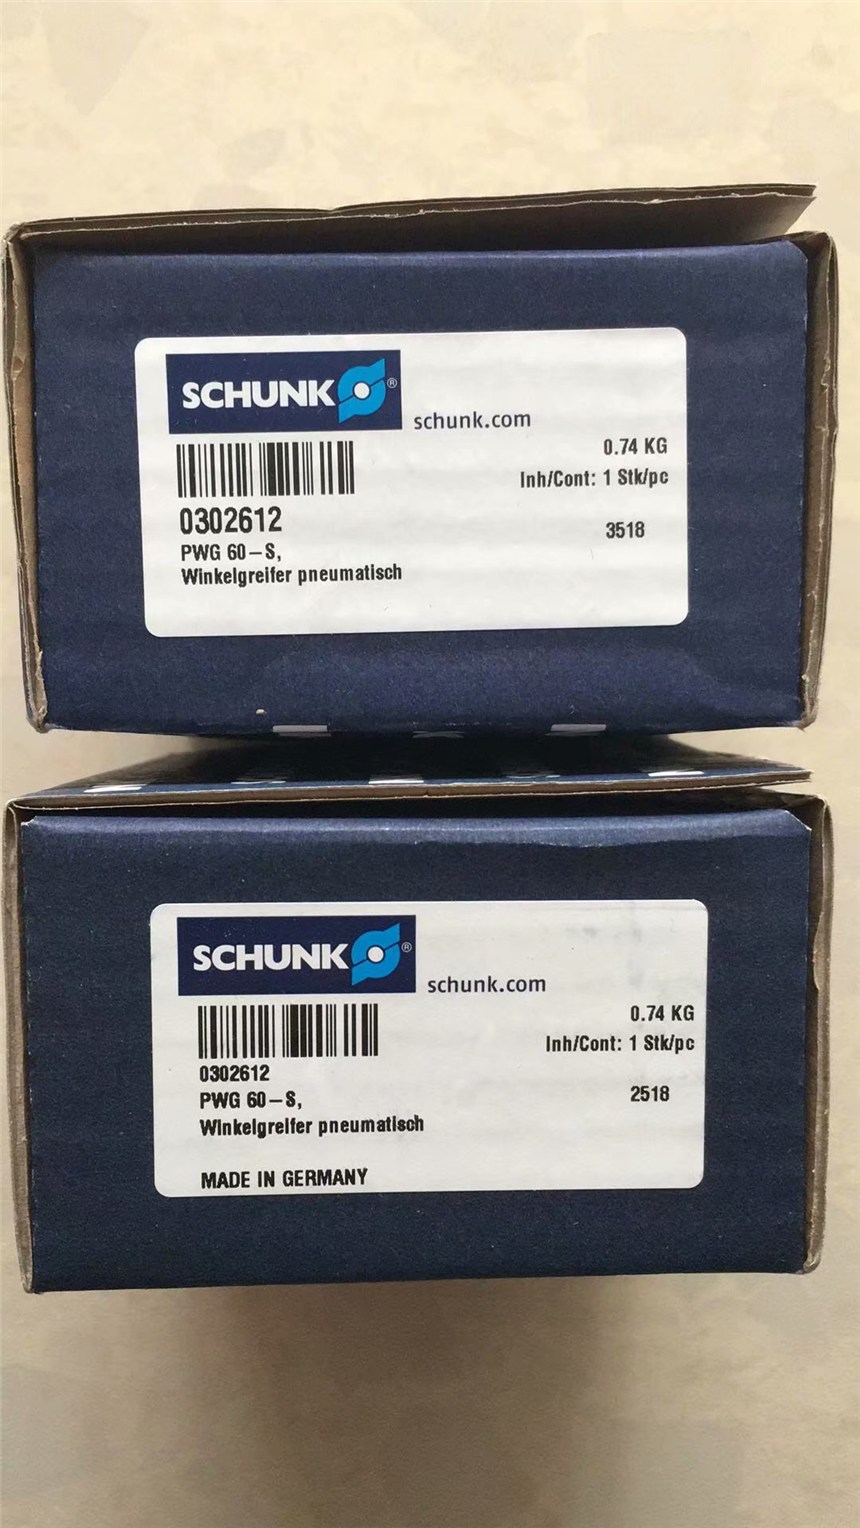 SCHUNK ®
schunk.com
0.74 KG
Inh/Cont: 1 Stk/pc
0302612
3518
PWG 60-S,
Winkelgreifer pneumatisch
SCHUNK ®
schunk.com
0.74 KG
Inh/Cont: 1 Stk/pc
0302612
PWG 60-S,
2518
Winkelgreifer pneumatisch
MADE IN GERMANY